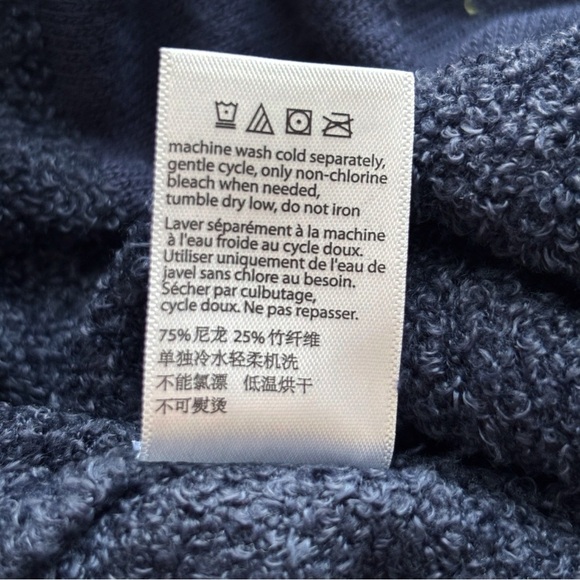 machine wash cold separately,
gentle cycle, only non-chlorine
bleach when needed,
tumble dry low, do not iron
Laver séparément à la machine
à l'eau froide au cycle doux.
Utiliser uniquement de l'eau de
javel sans chlore au besoin.
Sécher par culbutage,
cycle doux. Ne pas repasser.
75%尼龙 25%竹纤维
单独冷水轻柔机洗
不能氯漂 低温烘干
不可熨烫